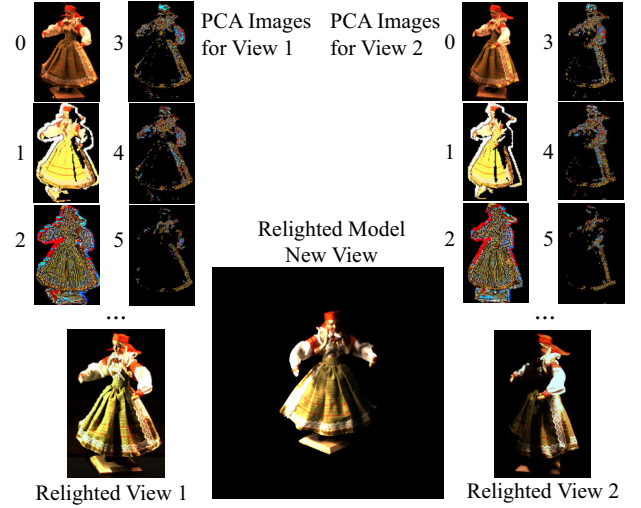 PCA Images
for View 1
PCA Images
for View 2
0
3
1
4
2
5
...
0
3
1
4
2
5
...
Relighted Model
New View
Relighted View 1
Relighted View 2